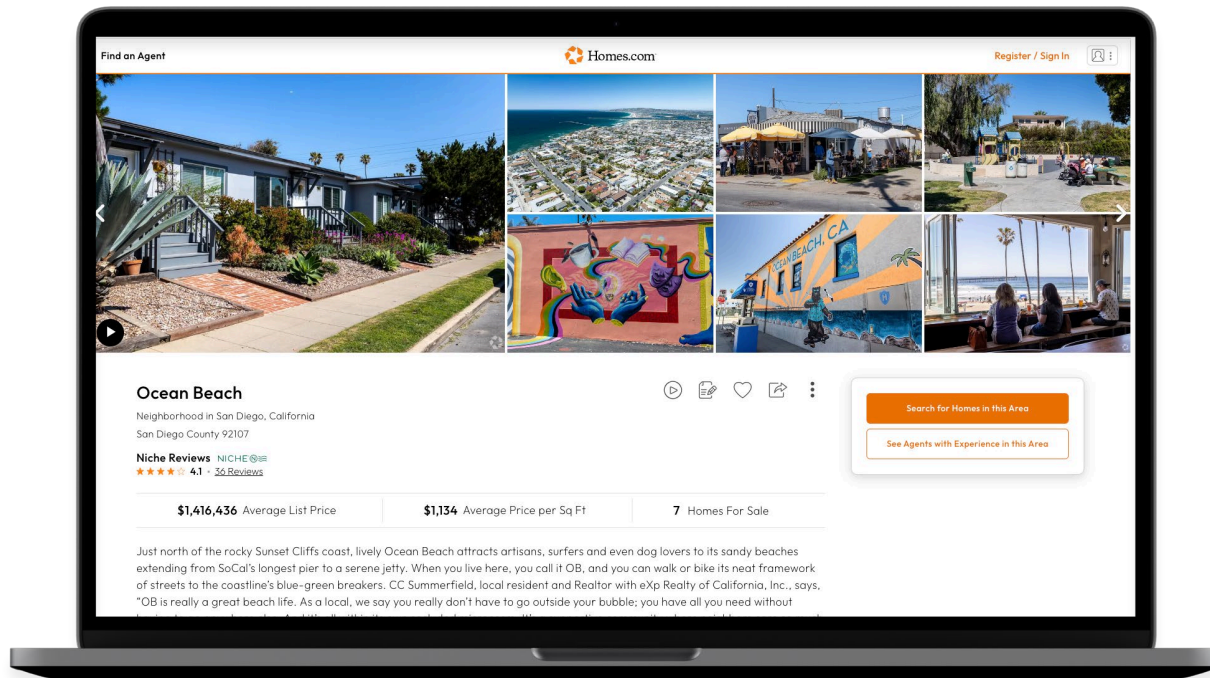 Find an Agent
Homes.com
Register / Sign In
OCEAN BEACH, CA
Ocean Beach
Neighborhood in San Diego, California
San Diego County 92107
Niche Reviews NICHE
4.1 • 36 Reviews
$1,416,436 Average List Price
$1,134 Average Price per Sq Ft
7 Homes For Sale
Search for Homes in this Area
See Agents with Experience in this Area
Just north of the rocky Sunset Cliffs coast, lively Ocean Beach attracts artisans, surfers and even dog lovers to its sandy beaches
extending from SoCal's longest pier to a serene jetty. When you live here, you call it OB, and you can walk or bike its neat framework
of streets to the coastline's blue-green breakers. CC Summerfield, local resident and Realtor with eXp Realty of California, Inc., says,
"OB is really a great beach life. As a local, we say you really don't have to go outside your bubble; you have all you need without